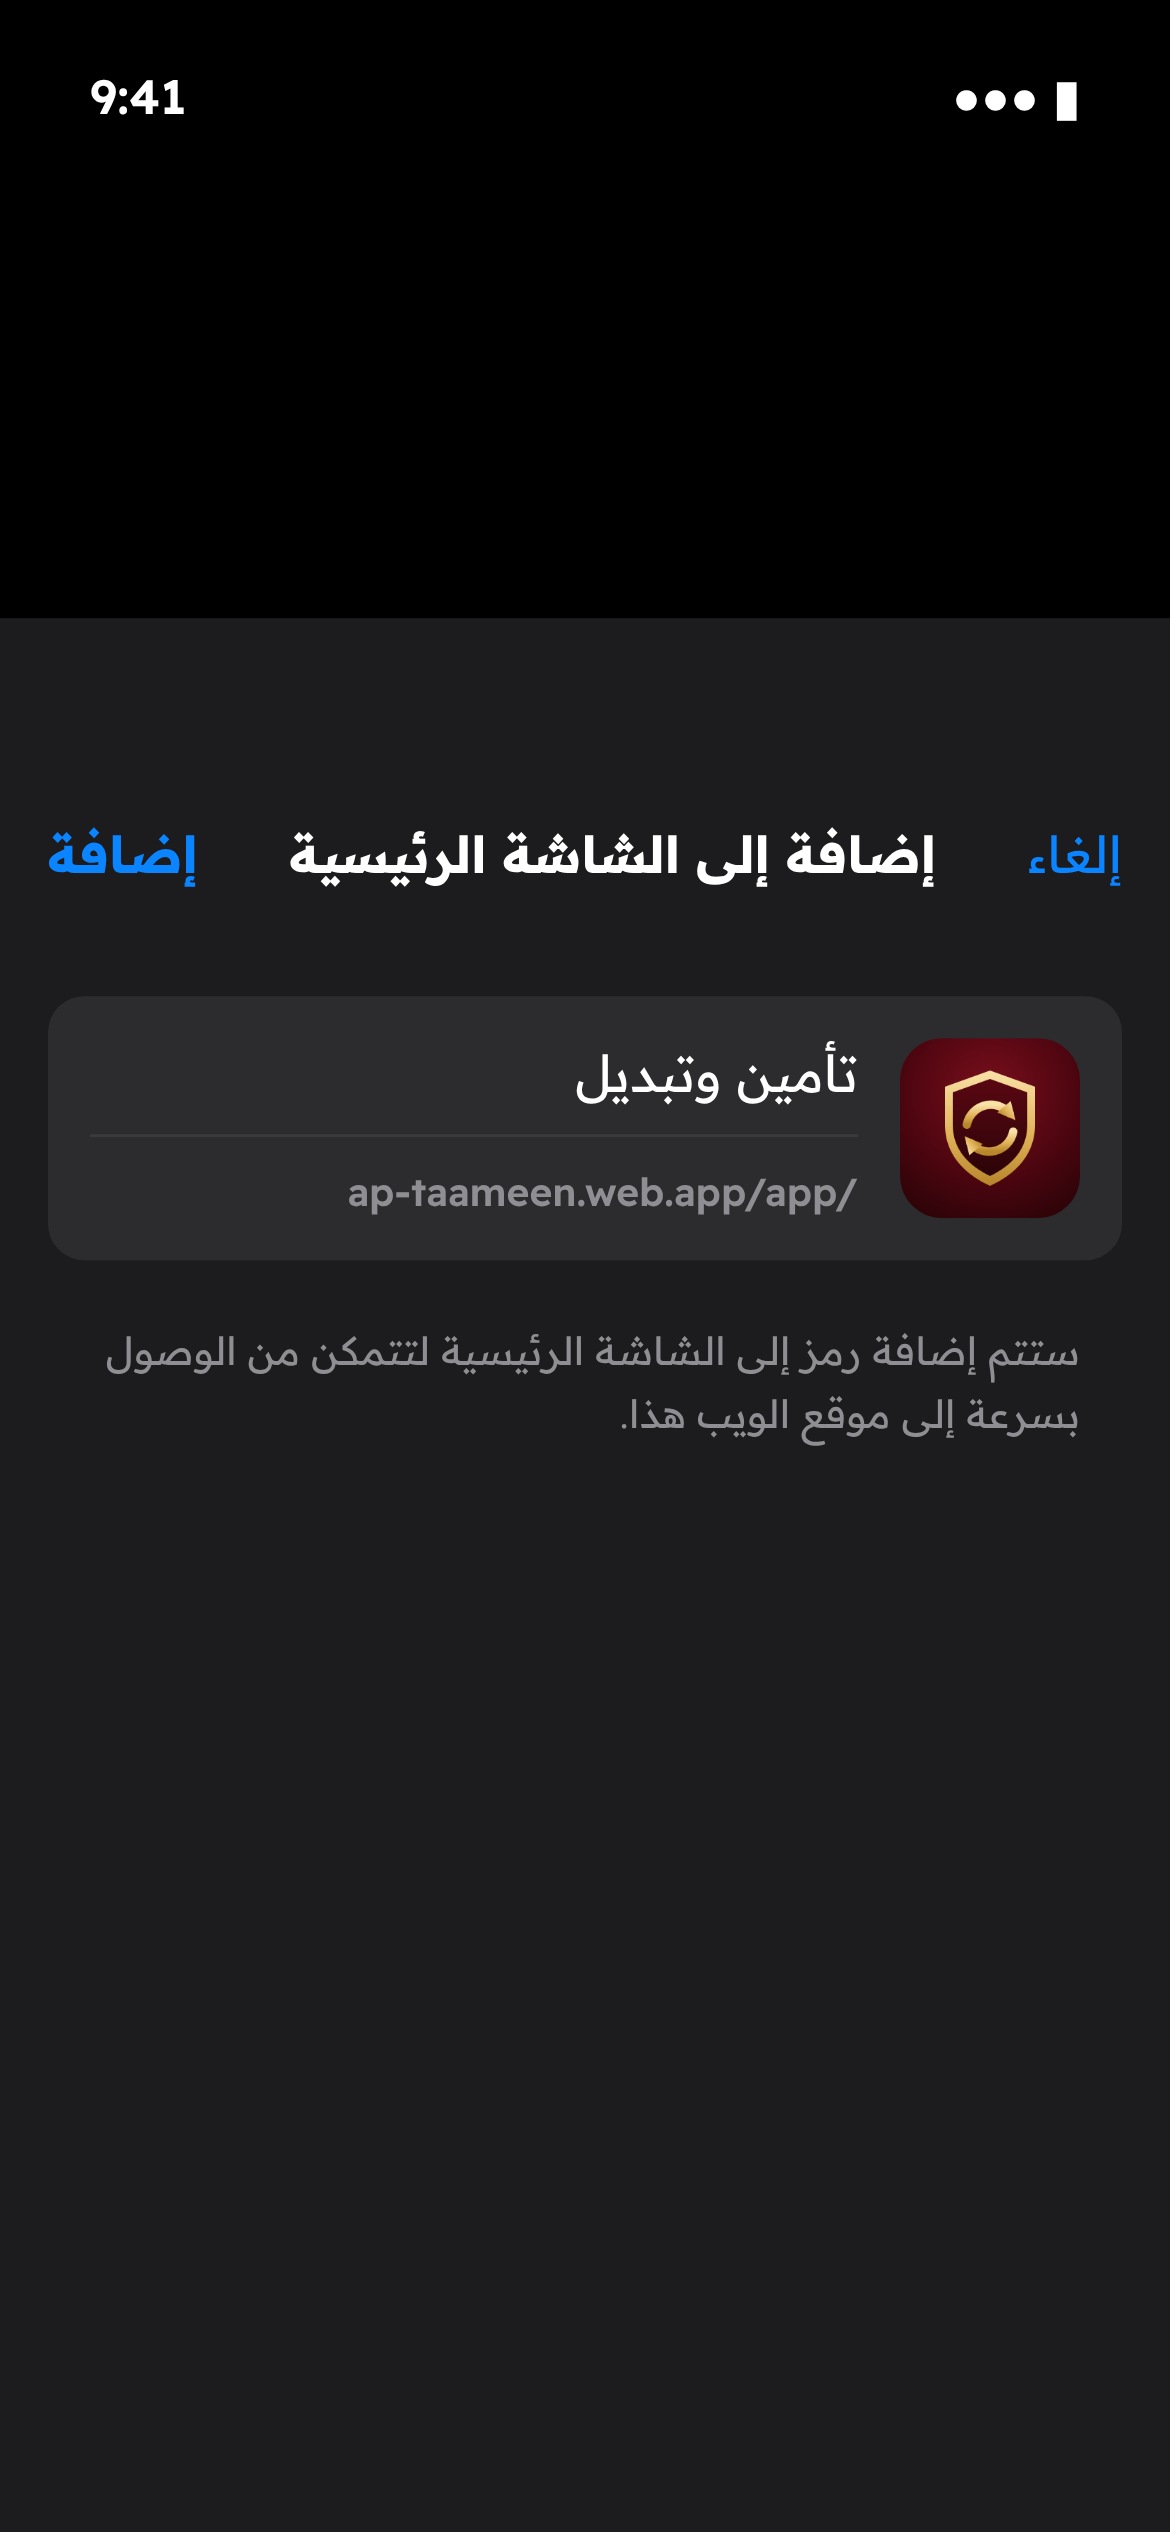 9:41
إلغاء
إضافة إلى الشاشة الرئيسية
إضافة
تأمين وتبديل
ap-taameen.web.app/app/
ستتم إضافة رمز إلى الشاشة الرئيسية لتتمكن من الوصول
بسرعة إلى موقع الويب هذا.